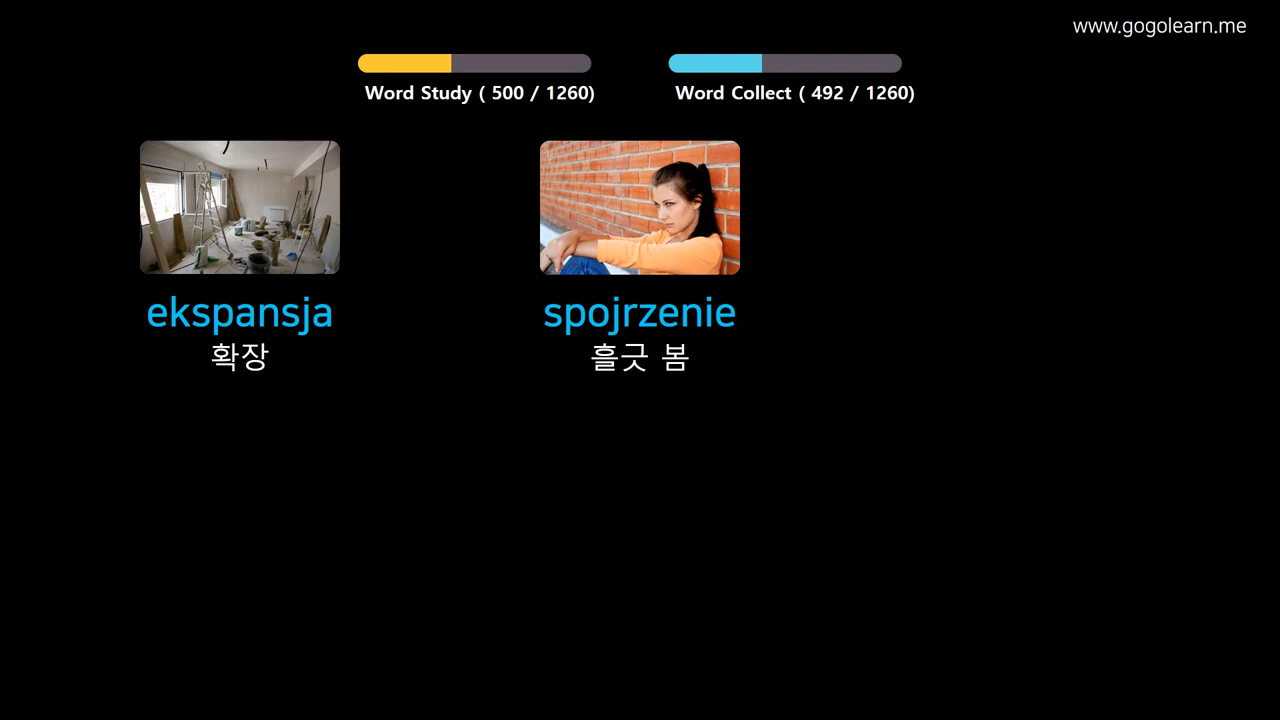 www.gogolearn.me
Word Study ( 500 / 1260)
Word Collect ( 492 / 1260)
ekspansja
확장
spojrzenie
흘긋 봄